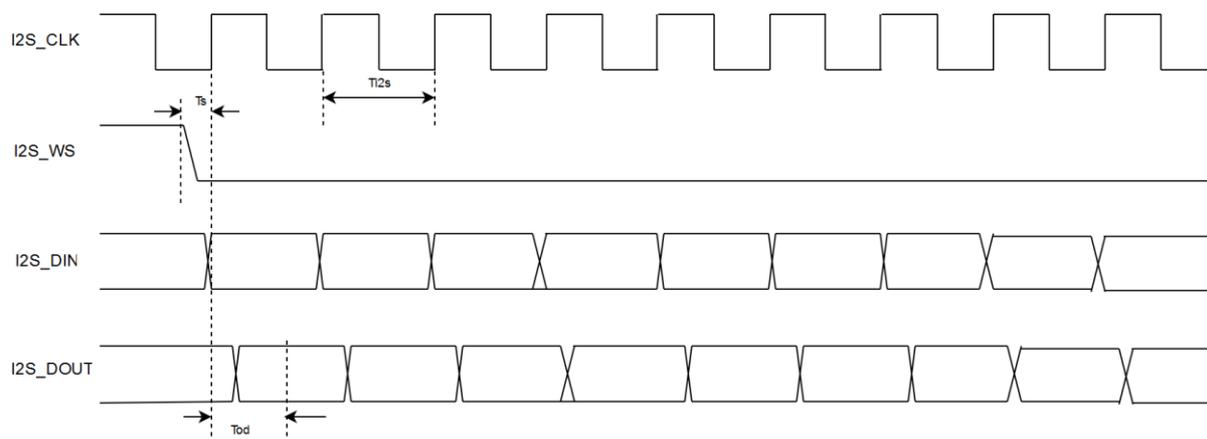 I2S_CLK
Ts
Ti2s
I2S_WS
I2S_DIN
I2S_DOUT
Tod